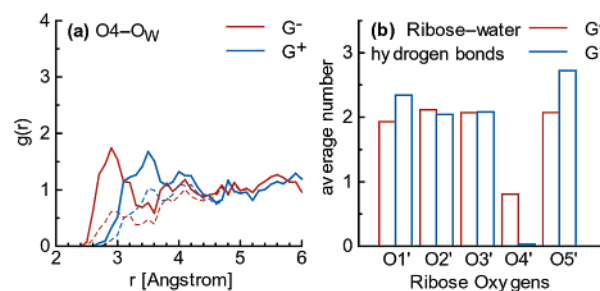 (a) O4–O_W
G⁻
G⁺
4
3
2
1
0
g(r)
2 3 4 5 6
r [Angstrom]
(b) Ribose–water
hydrogen bonds
G
G
3
2
1
0
average number
O1' O2' O3' O4' O5'
Ribose Oxygens